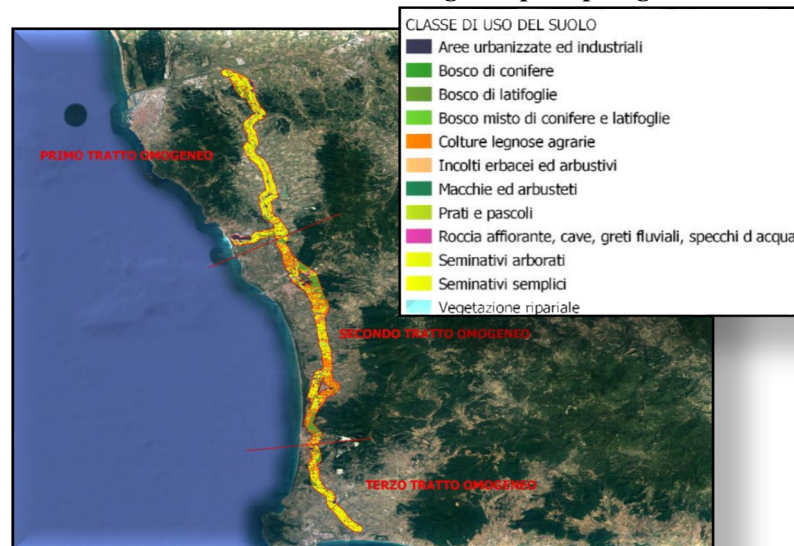 CLASSE DI USO DEL SUOLO
Aree urbanizzate ed industriali
Bosco di conifere
Bosco di latifoglie
Bosco misto di conifere e latifoglie
Colture legnose agrarie
Incolti erbacei ed arbustivi
Macchie ed arbusteti
Prati e pascoli
Roccia affiorante, cave, greti fluviali, specchi d acqua
Seminativi arborati
Seminativi semplici
Vegetazione ripariale
PRIMO TRATTO OMOGENEO
SECONDO TRATTO OMOGENEO
TERZO TRATTO OMOGENEO